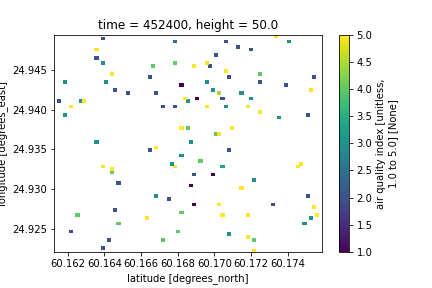 time = 452400, height = 50.0
24.945
24.940
24.935
24.930
24.925
longitude [degrees_east]
60.162 60.164 60.166 60.168 60.170 60.172 60.174
latitude [degrees_north]
5.0
4.5
4.0
3.5
3.0
2.5
2.0
1.5
1.0
air quality index [unitless,
1.0 to 5.0] [None]